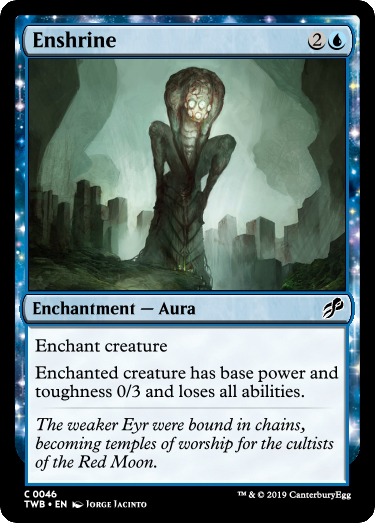 Enshrine 2
Enchantment — Aura
Enchant creature
Enchanted creature has base power and
toughness 0/3 and loses all abilities.
The weaker Eyr were bound in chains,
becoming temples of worship for the cultists
of the Red Moon.
C 0046
TWB • EN Jorge Jacinto
™ & © 2019 CanterburyEgg